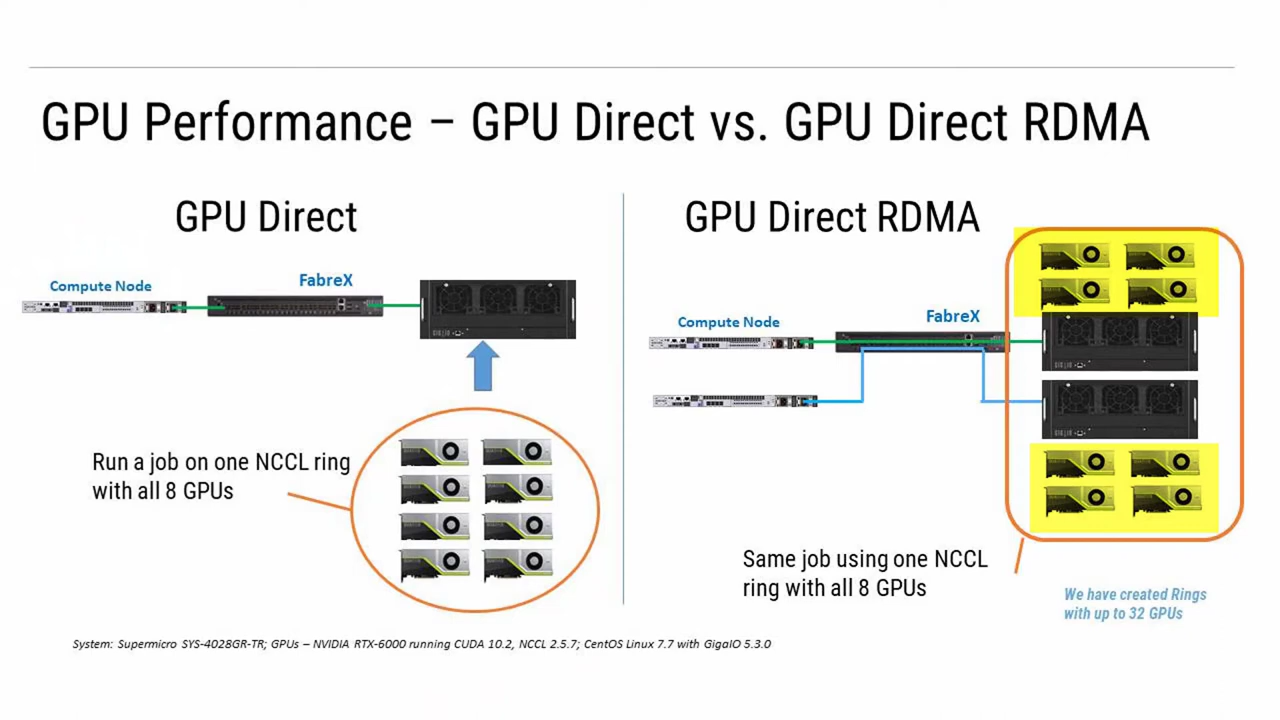 GPU Performance – GPU Direct vs. GPU Direct RDMA
GPU Direct
Compute Node
FabreX
Run a job on one NCCL ring
with all 8 GPUs
GPU Direct RDMA
Compute Node
FabreX
Same job using one NCCL
ring with all 8 GPUs
We have created Rings
with up to 32 GPUs
System: Supermicro SYS-4028GR-TR; GPUs – NVIDIA RTX-6000 running CUDA 10.2, NCCL 2.5.7; CentOS Linux 7.7 with GigaIO 5.3.0